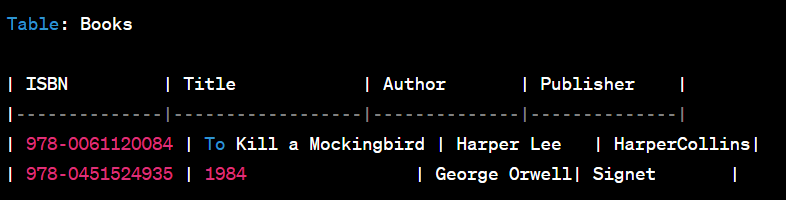 Table: Books
| ISBN         | Title            | Author       | Publisher    |
|--------------|------------------|--------------|--------------|
| 978-0061120084 | To Kill a Mockingbird | Harper Lee   | HarperCollins|
| 978-0451524935 | 1984                | George Orwell| Signet       |